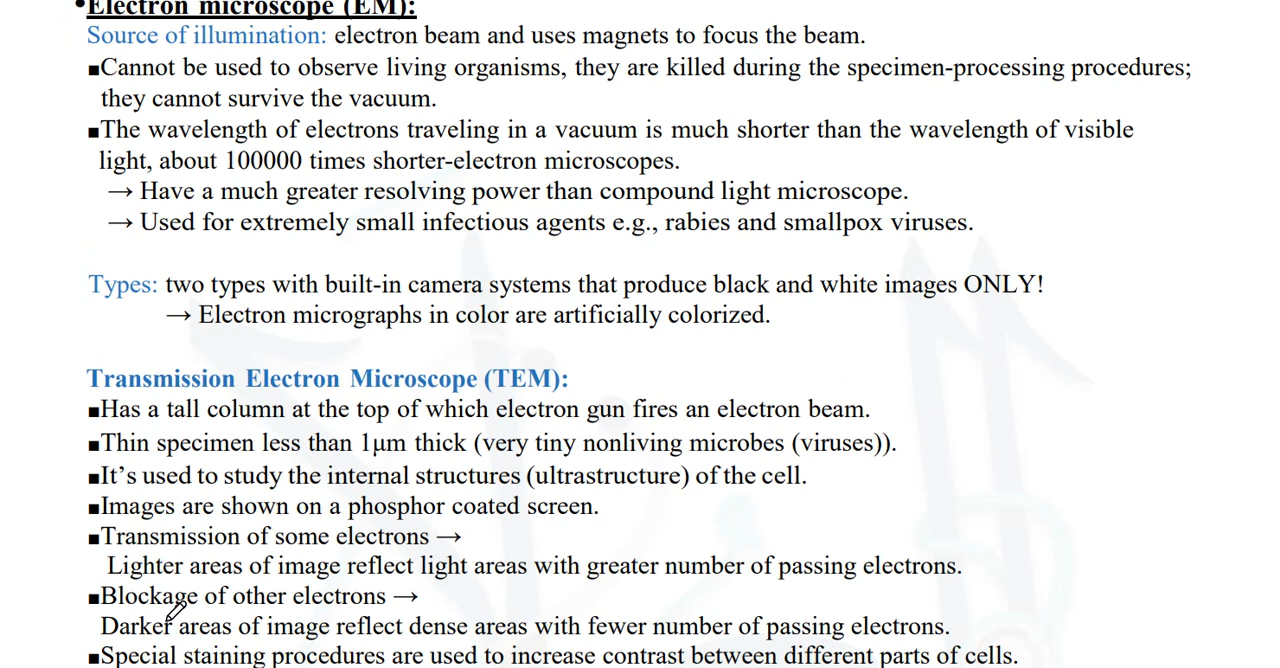 •Electron microscope (EM):
Source of illumination: electron beam and uses magnets to focus the beam.
■Cannot be used to observe living organisms, they are killed during the specimen-processing procedures;
they cannot survive the vacuum.
■The wavelength of electrons traveling in a vacuum is much shorter than the wavelength of visible
light, about 100000 times shorter-electron microscopes.
→ Have a much greater resolving power than compound light microscope.
→ Used for extremely small infectious agents e.g., rabies and smallpox viruses.
Types: two types with built-in camera systems that produce black and white images ONLY!
→ Electron micrographs in color are artificially colorized.
Transmission Electron Microscope (TEM):
■Has a tall column at the top of which electron gun fires an electron beam.
■Thin specimen less than 1µm thick (very tiny nonliving microbes (viruses)).
■It’s used to study the internal structures (ultrastructure) of the cell.
■Images are shown on a phosphor coated screen.
■Transmission of some electrons →
Lighter areas of image reflect light areas with greater number of passing electrons.
■Blockage of other electrons →
Darker areas of image reflect dense areas with fewer number of passing electrons.
■Special staining procedures are used to increase contrast between different parts of cells.